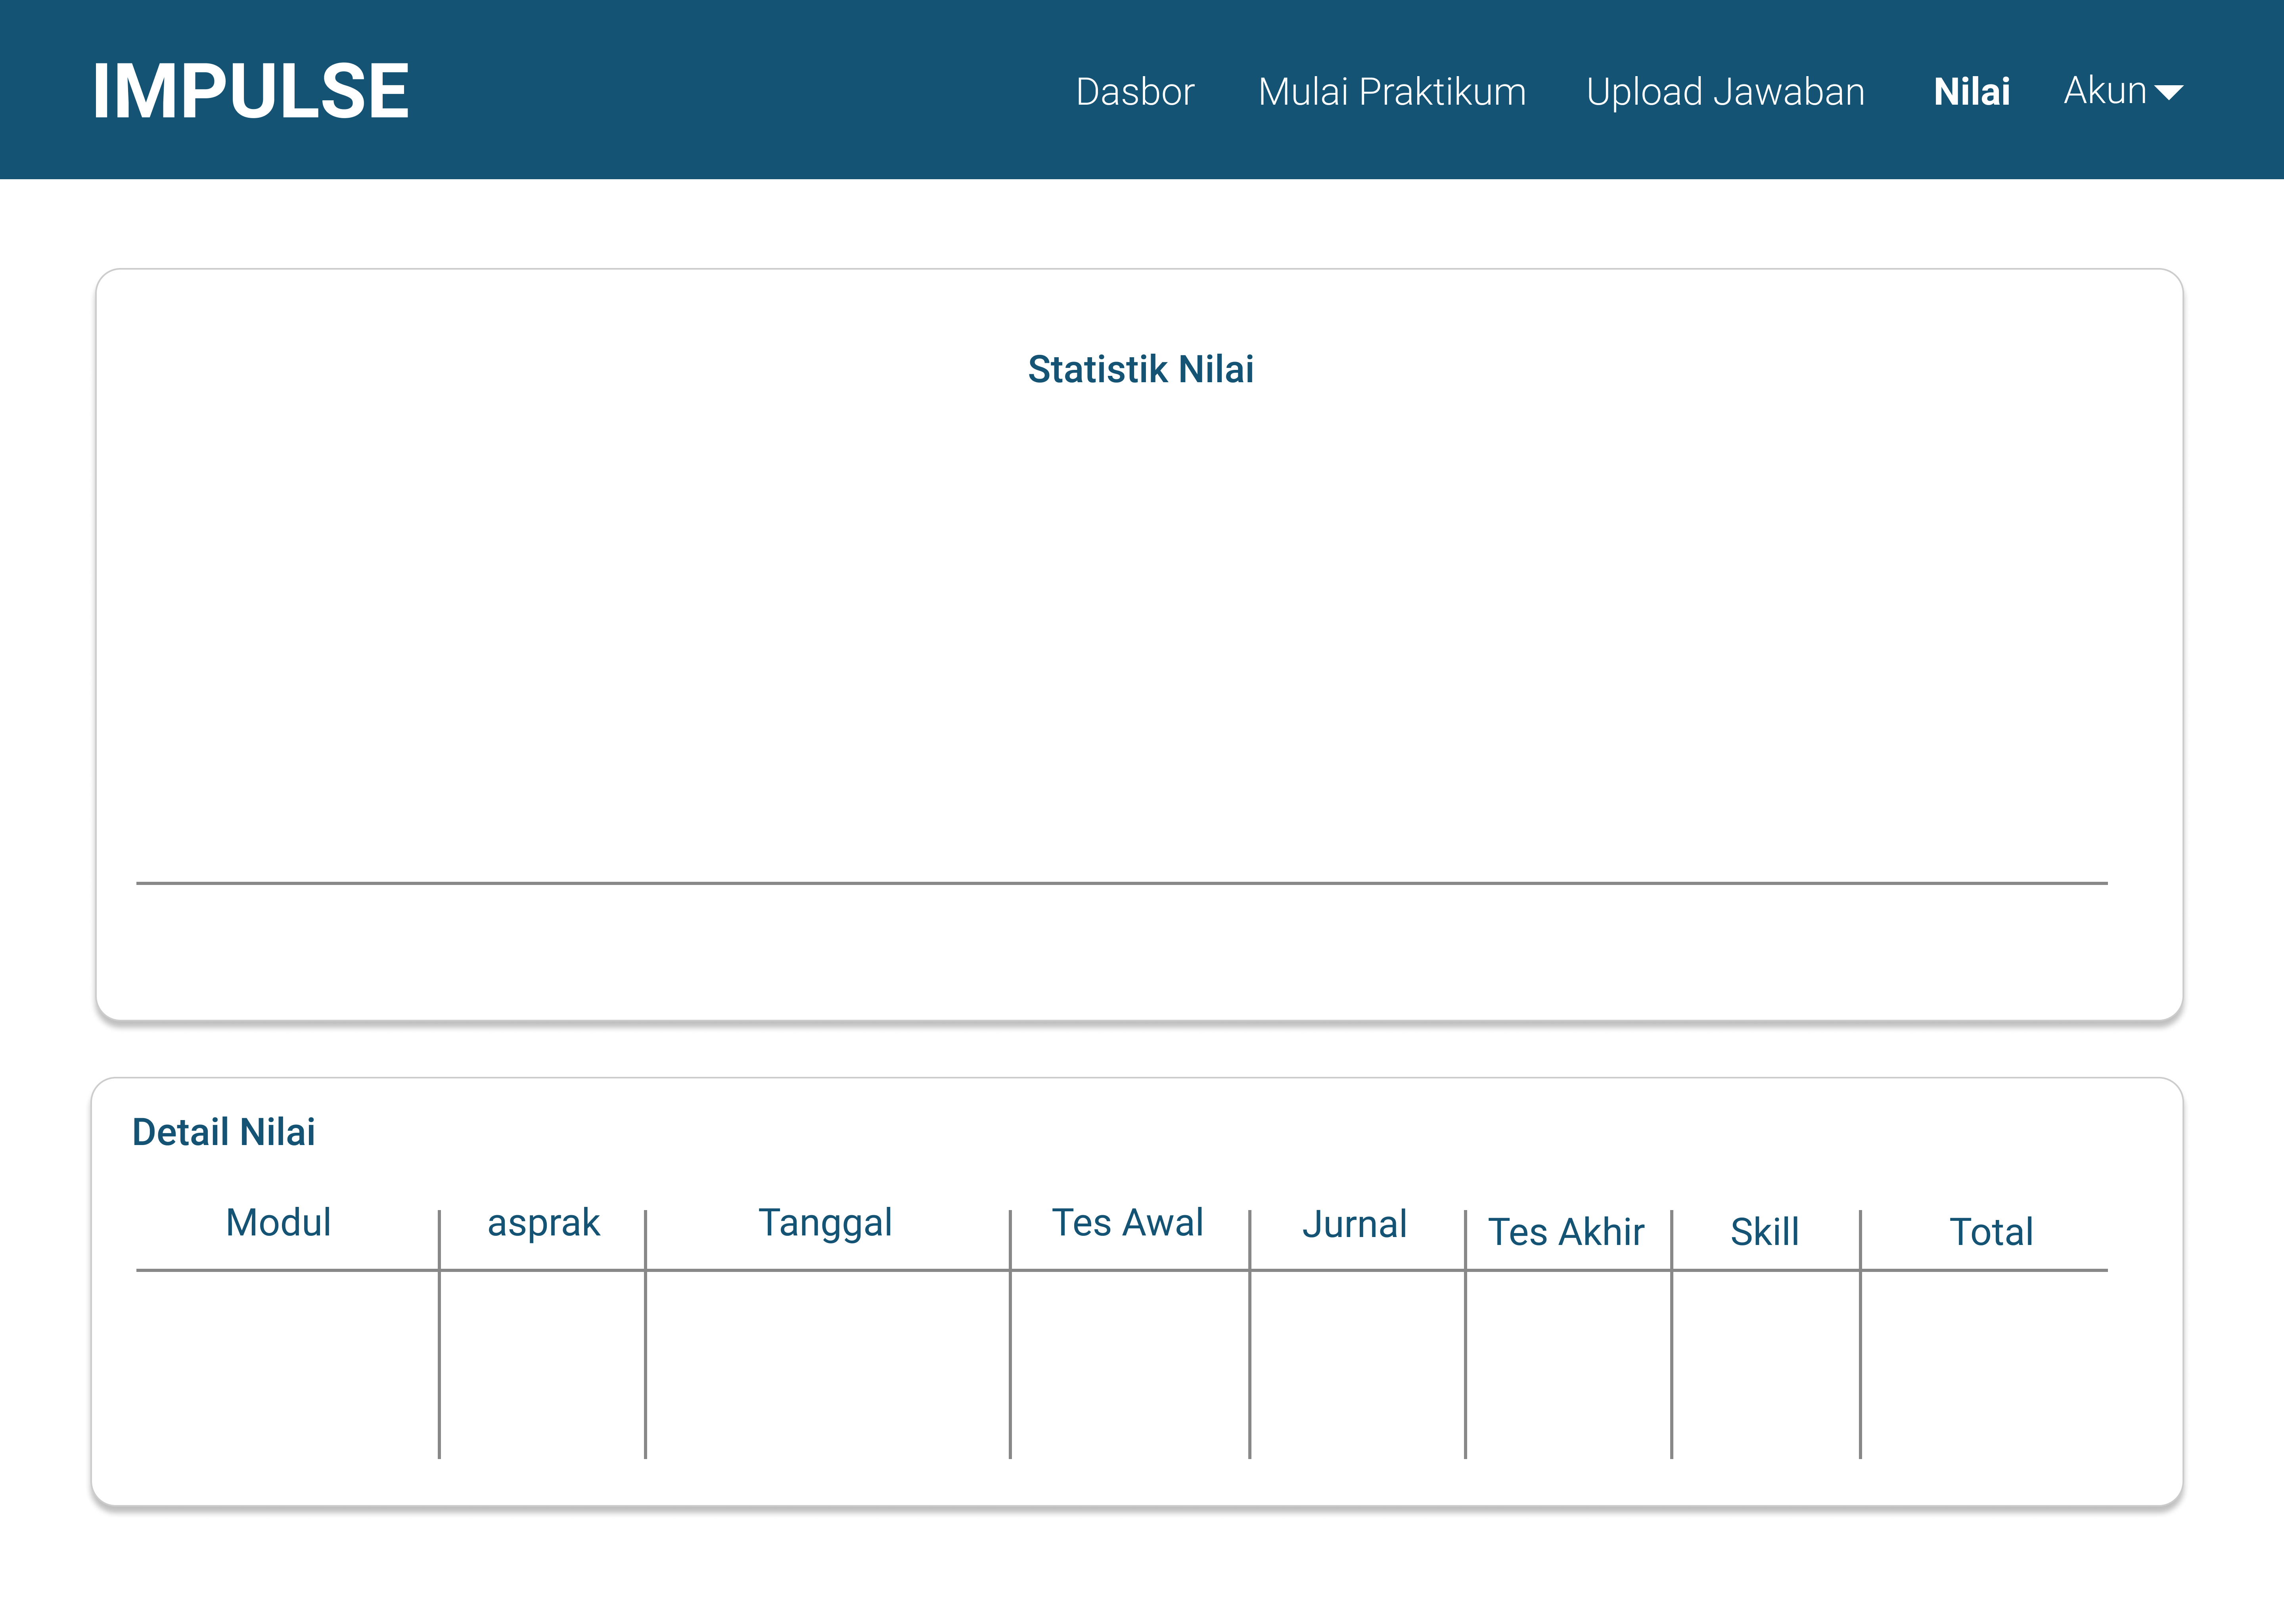 IMPULSE
Dasbor Mulai Praktikum Upload Jawaban Nilai Akun
Statistik Nilai
Detail Nilai
Modul asprak Tanggal Tes Awal Jurnal Tes Akhir Skill Total